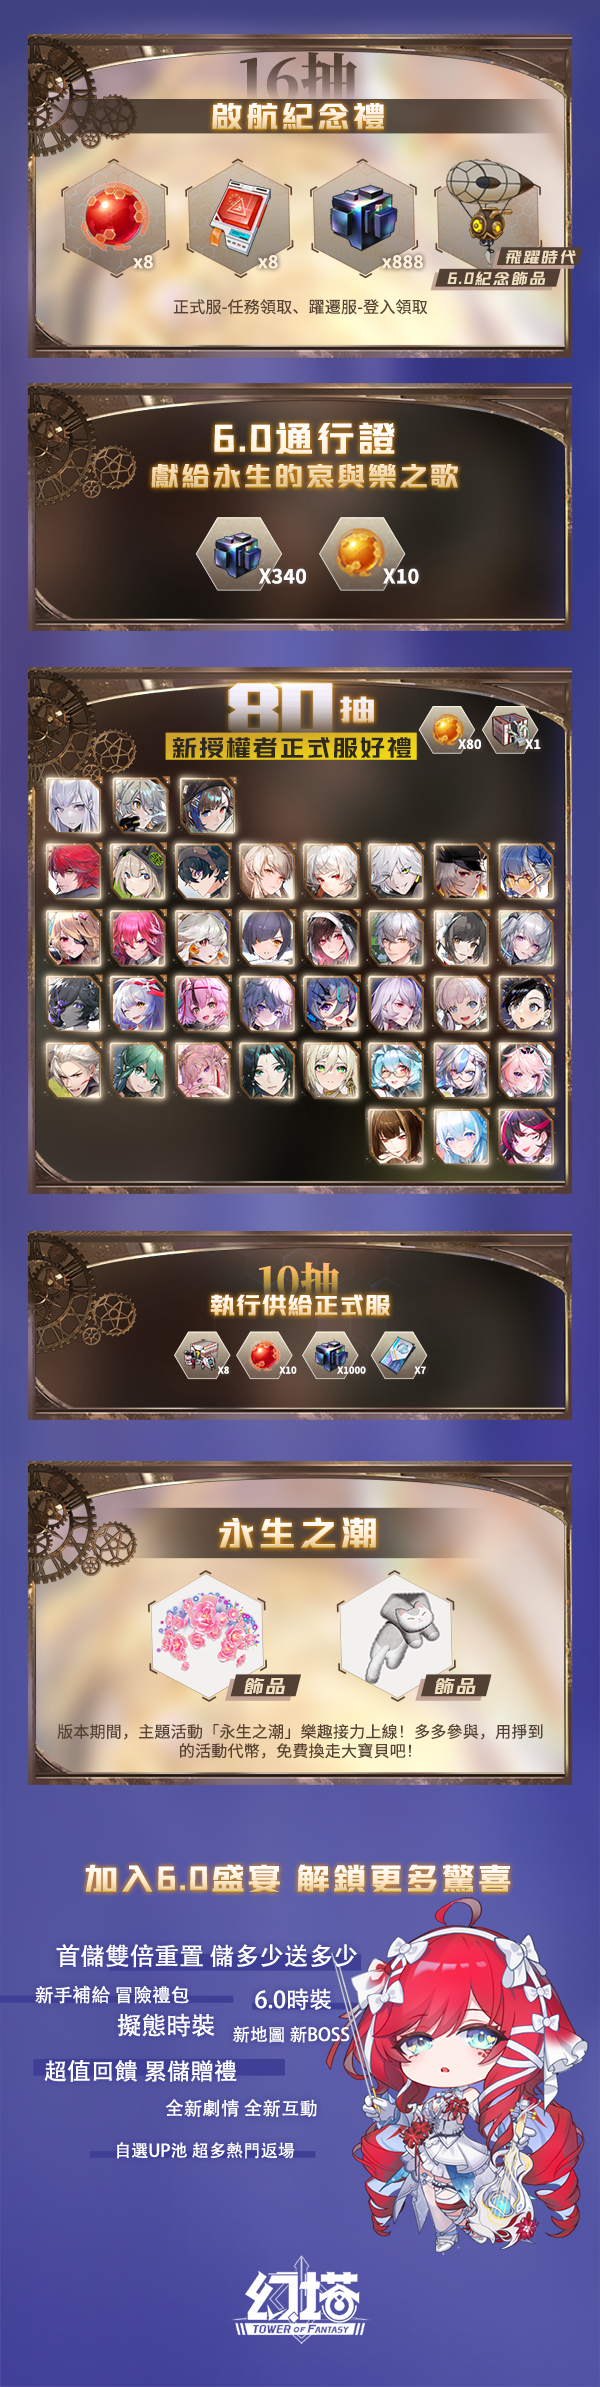 16抽
啟航紀念禮
x8
x8
x888
飛躍時代
6.0紀念飾品
正式服-任務領取、躍遷服-登入領取
6.0通行證
獻給永生的哀與樂之歌
X340
X10
80抽
新授權者正式服好禮
X80
X1
10抽
執行供給正式服
X8
X10
X1000
X7
永生之潮
飾品
飾品
版本期間，主題活動「永生之潮」樂趣接力上線！多多參與，用掙到
的活動代幣，免費換走大寶貝吧！
加入6.0盛宴 解鎖更多驚喜
首儲雙倍重置 儲多少送多少
新手補給 冒險禮包
6.0時裝
擬態時裝
新地圖 新BOSS
超值回饋 累儲贈禮
全新劇情 全新互動
自選UP池 超多熱門返場
幻塔
TOWER OF FANTASY